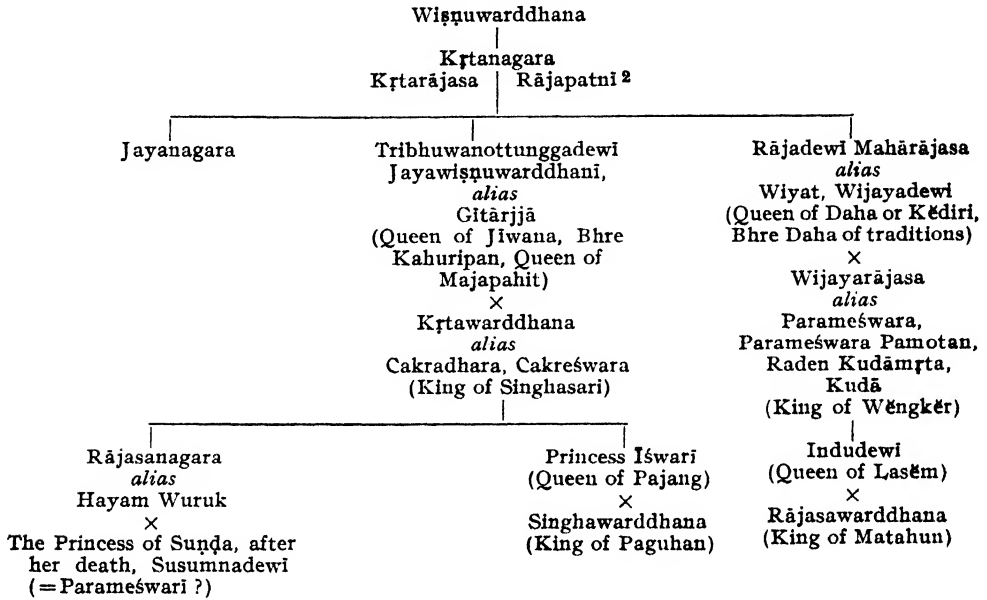 Wiṣṇuwarddhana
Kṛtanagara
Kṛtarājasa | Rājapatnī 2
Jayanagara
Tribhuwanottunggadewī
Jayawiṣṇuwarddhanī,
alias
Gītàrjjā
(Queen of Jīwana, Bhre
Kahuripan, Queen of
Majapahit)
×
Kṛtawarddhana
alias
Cakradhara, Cakreśwara
(King of Singhasari)
Rājadewī Mahārājasa
alias
Wiyat, Wijayadewī
(Queen of Daha or Kĕdiri,
Bhre Daha of traditions)
×
Wijayarājasa
alias
Parameśwara,
Parameśwara Pamotan,
Raden Kudāmṛta,
Kudā
(King of Wĕngkĕr)
Rājasanagara
alias
Hayam Wuruk
×
The Princess of Suṇḍa, after
her death, Susumnadewī
(=Parameśwarī ?)
Princess Īśwarī
(Queen of Pajang)
×
Singhawarddhana
(King of Paguhan)
Indudewī
(Queen of Lasĕm)
×
Rājasawarddhana
(King of Matahun)